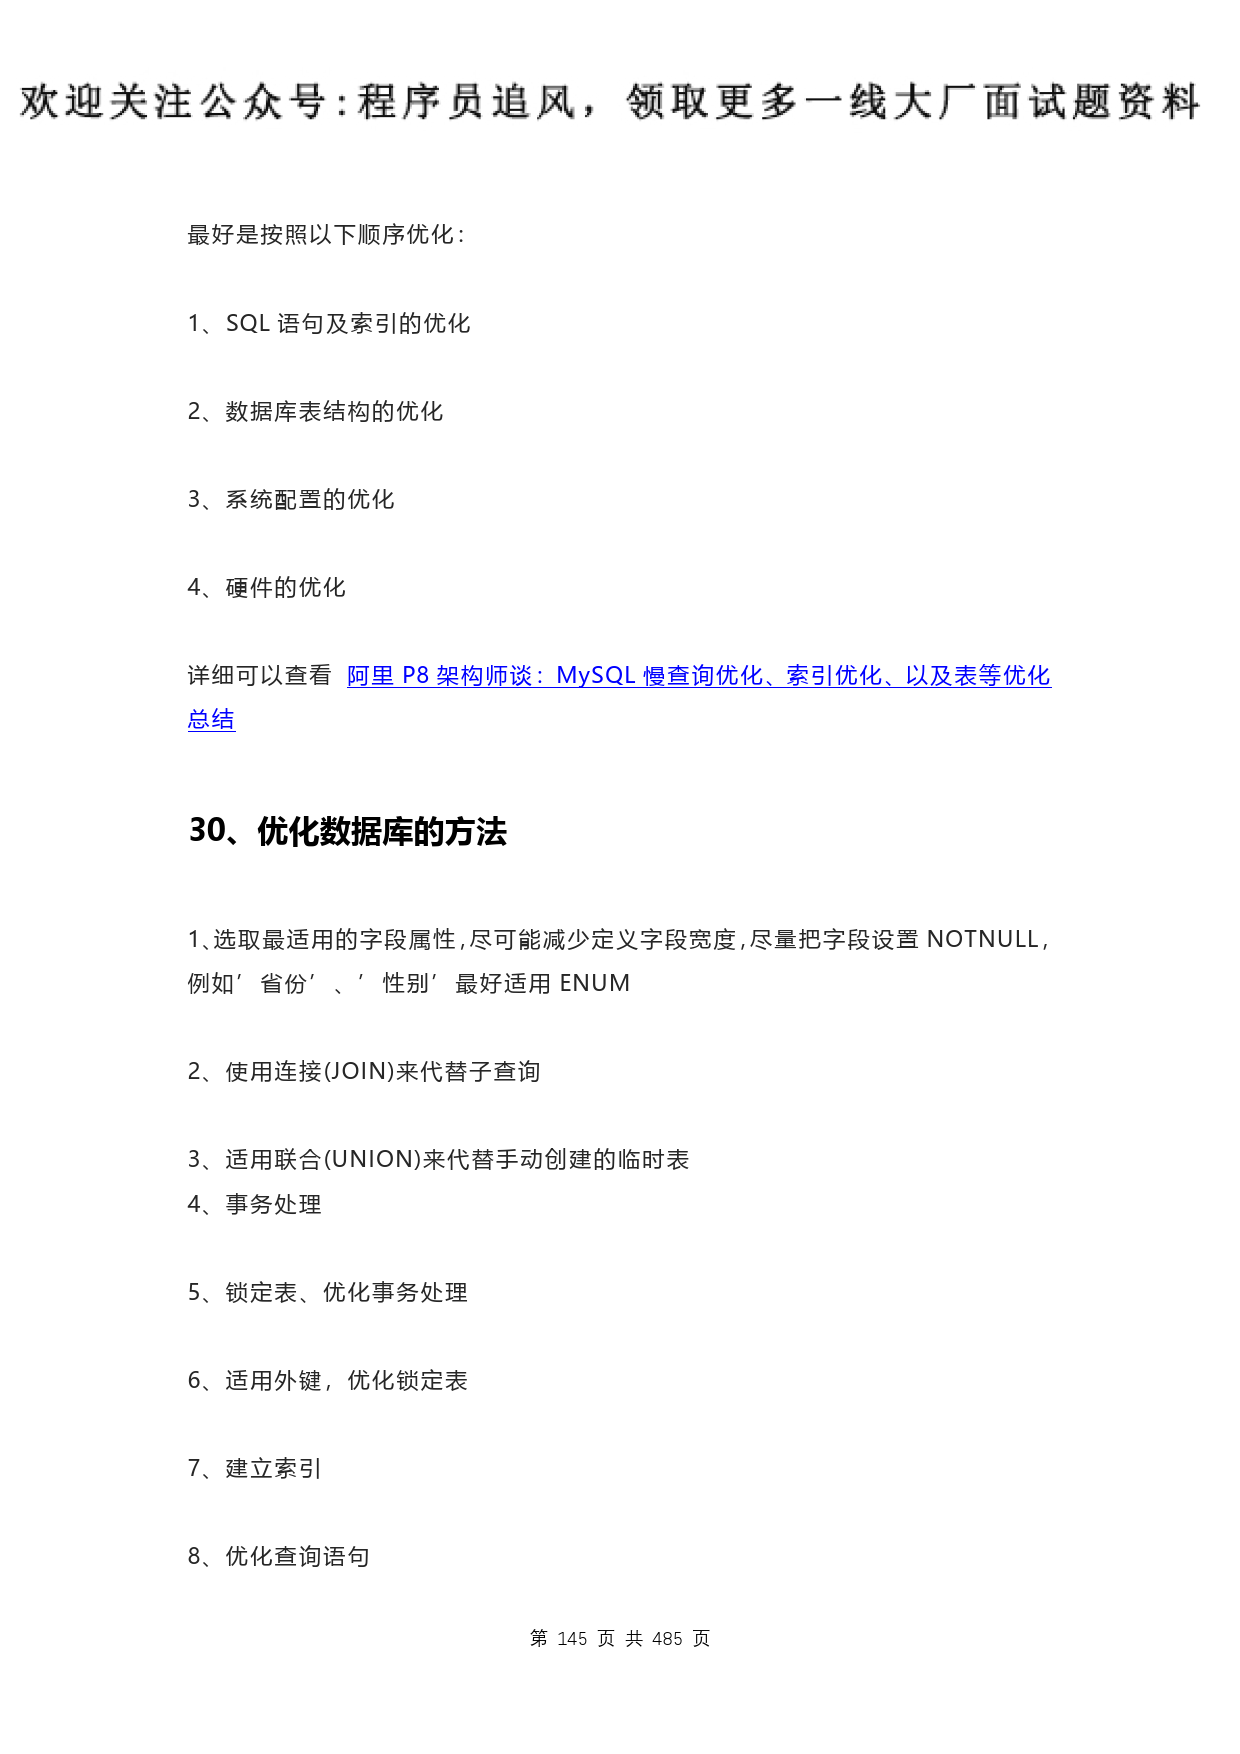 欢迎关注公众号:程序员追风，领取更多一线大厂面试题资料
最好是按照以下顺序优化：
1、SQL 语句及索引的优化
2、数据库表结构的优化
3、系统配置的优化
4、硬件的优化
详细可以查看 阿里 P8 架构师谈：MySQL 慢查询优化、索引优化、以及表等优化
总结
30、优化数据库的方法
1、选取最适用的字段属性，尽可能减少定义字段宽度，尽量把字段设置 NOTNULL，
例如’省份’、’性别’最好适用 ENUM
2、使用连接(JOIN)来代替子查询
3、适用联合(UNION)来代替手动创建的临时表
4、事务处理
5、锁定表、优化事务处理
6、适用外键，优化锁定表
7、建立索引
8、优化查询语句
第 145 页 共 485 页